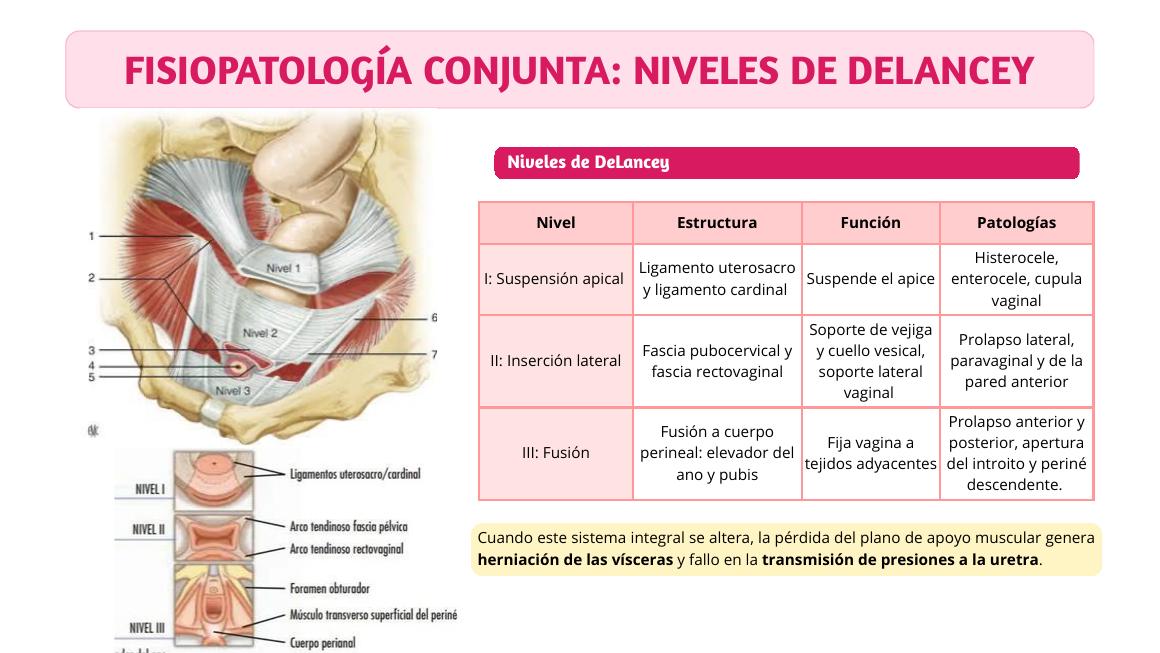 FISIOPATOLOGÍA CONJUNTA: NIVELES DE DELANCEY
Nivel 1
Nivel 2
Nivel 3
1
2
3
4
5
6
7
NIVEL I
Ligamentos uterosacro/cardinal
NIVEL II
Arco tendinoso fascia pélvica
Arco tendinoso rectovaginal
Foramen obturador
Músculo transverso superficial del periné
NIVEL III
Cuerpo perianal
Niveles de DeLancey
Nivel
Estructura
Función
Patologías
I: Suspensión apical
Ligamento uterosacro
y ligamento cardinal
Suspende el apice
Histerocele,
enterocele, cupula
vaginal
II: Inserción lateral
Fascia pubocervical y
fascia rectovaginal
Soporte de vejiga
y cuello vesical,
soporte lateral
vaginal
Prolapso lateral,
paravaginal y de la
pared anterior
III: Fusión
Fusión a cuerpo
perineal: elevador del
ano y pubis
Fija vagina a
tejidos adyacentes
Prolapso anterior y
posterior, apertura
del introito y periné
descendente.
Cuando este sistema integral se altera, la pérdida del plano de apoyo muscular genera
herniación de las vísceras y fallo en la transmisión de presiones a la uretra.